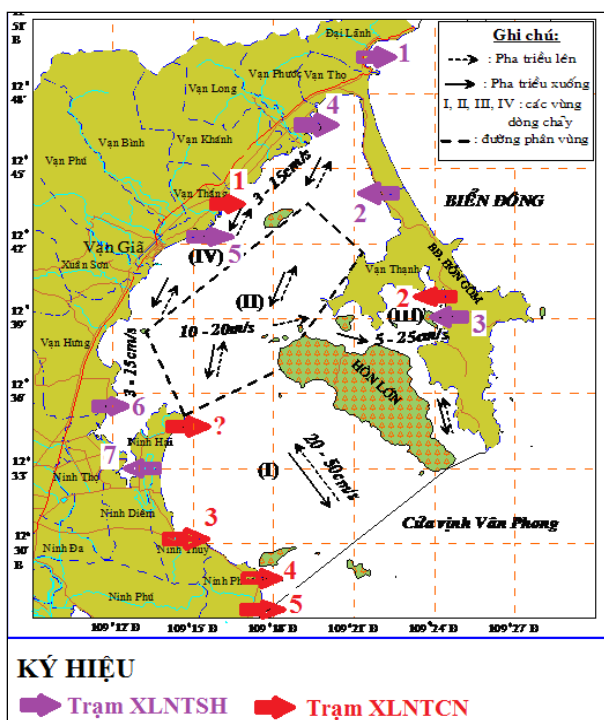 12°
51'
B
48
12°
45
12°
42
12°
39
12°
36
12°
33
12°
30
B
Đại Lãnh
1
Vạn Phước
Vạn Thọ
Vạn Long
4
Vạn Khánh
Vạn Bình
Vạn Phú
Vạn Thắng
1
3 - 15cm/s
2
BIỂN ĐÔNG
Vạn Giã
(IV)
5
Xuân Sơn
Vạn Thạnh
BĐ. HÒN GỐM
(II)
2
(III)
3
10 - 20cm/s
5 - 25cm/s
Vạn Hưng
3 - 15cm/s
HÒN LỚN
6
?
Ninh Hải
7
Ninh Thọ
(I)
20 - 50cm/s
Ninh Diêm
3
Cửa vịnh Vân Phong
Ninh Đa
Ninh Thủy
4
Ninh Phú
5
109°12'Đ
109°15'Đ
109°18'Đ
109°21'Đ
109°24'Đ
109°27'Đ
Ghi chú:
: Pha triều lên
: Pha triều xuống
I, II, III, IV : các vùng
dòng chảy
: đường phân vùng
KÝ HIỆU
Trạm XLNTSH
Trạm XLNTCN